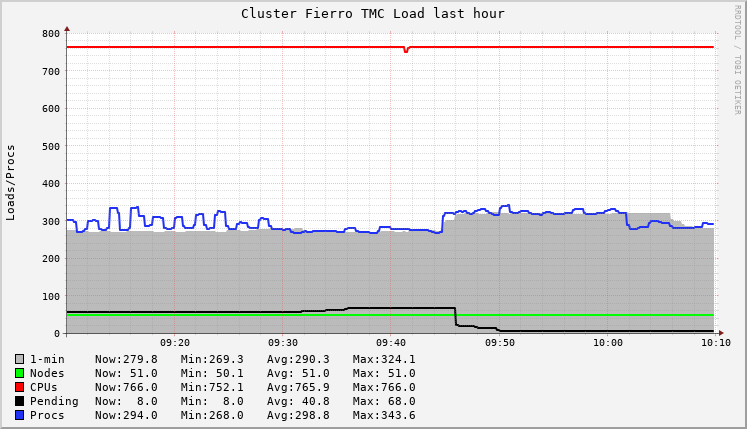 Cluster Fierro TMC Load last hour
RRDTOOL / TOBI OETIKER
Loads/Procs
800
700
600
500
400
300
200
100
0
09:20 09:30 09:40 09:50 10:00 10:10
1-min Now:279.8 Min:269.3 Avg:290.3 Max:324.1
Nodes Now: 51.0 Min: 50.1 Avg: 51.0 Max: 51.0
CPUs Now:766.0 Min:752.1 Avg:765.9 Max:766.0
Pending Now: 8.0 Min: 8.0 Avg: 40.8 Max: 68.0
Procs Now:294.0 Min:268.0 Avg:298.8 Max:343.6